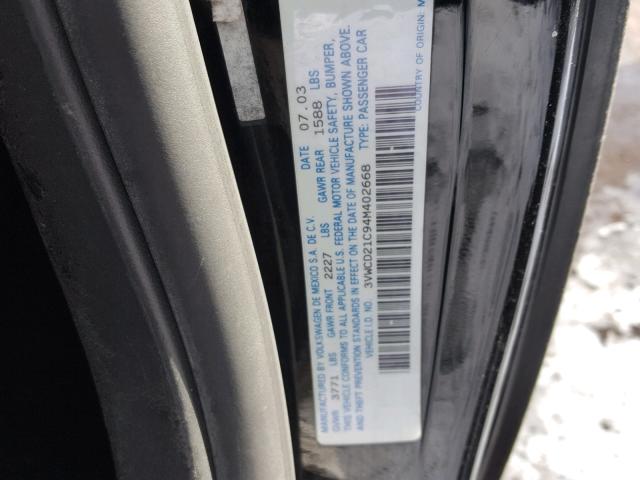 MANUFACTURED BY VOLKSWAGEN DE MEXICO S.A. DE C.V. DATE 07.03
GVWR 3771 LBS GAWR FRONT 2227 LBS GAWR REAR 1588 LBS
THIS VEHICLE CONFORMS TO ALL APPLICABLE U.S. FEDERAL MOTOR VEHICLE SAFETY, BUMPER,
AND THEFT PREVENTION STANDARDS IN EFFECT ON THE DATE OF MANUFACTURE SHOWN ABOVE.
VEHICLE I.D. NO. 3VWCD21C94M402668 TYPE: PASSENGER CAR
COUNTRY OF ORIGIN: M